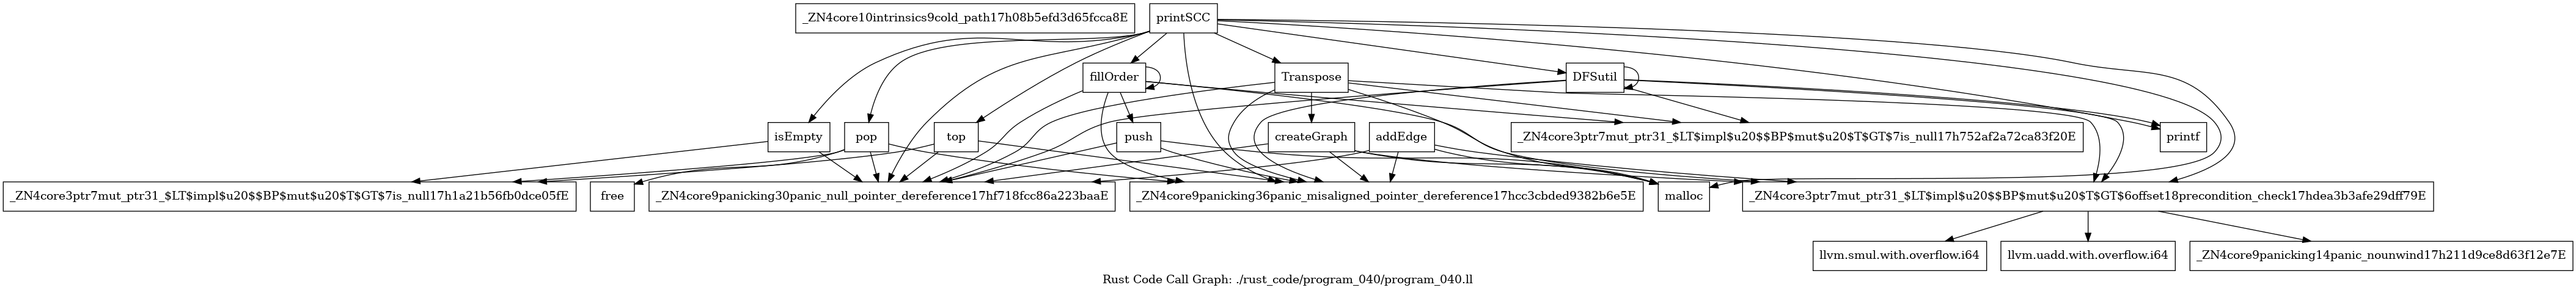 _ZN4core10intrinsics9cold_path17h08b5efd3d65fcca8E
printSCC
fillOrder
Transpose
DFSutil
isEmpty
pop
top
push
createGraph
addEdge
_ZN4core3ptr7mut_ptr31_$LT$impl$u20$$BP$mut$u20$T$GT$7is_null17h752af2a72ca83f20E
printf
_ZN4core3ptr7mut_ptr31_$LT$impl$u20$$BP$mut$u20$T$GT$7is_null17h1a21b56fb0dce05fE
free
_ZN4core9panicking30panic_null_pointer_dereference17hf718fcc86a223baaE
_ZN4core9panicking36panic_misaligned_pointer_dereference17hcc3cbded9382b6e5E
malloc
_ZN4core3ptr7mut_ptr31_$LT$impl$u20$$BP$mut$u20$T$GT$6offset18precondition_check17hdea3b3afe29dff79E
llvm.smul.with.overflow.i64
llvm.uadd.with.overflow.i64
_ZN4core9panicking14panic_nounwind17h211d9ce8d63f12e7E
Rust Code Call Graph: ./rust_code/program_040/program_040.ll